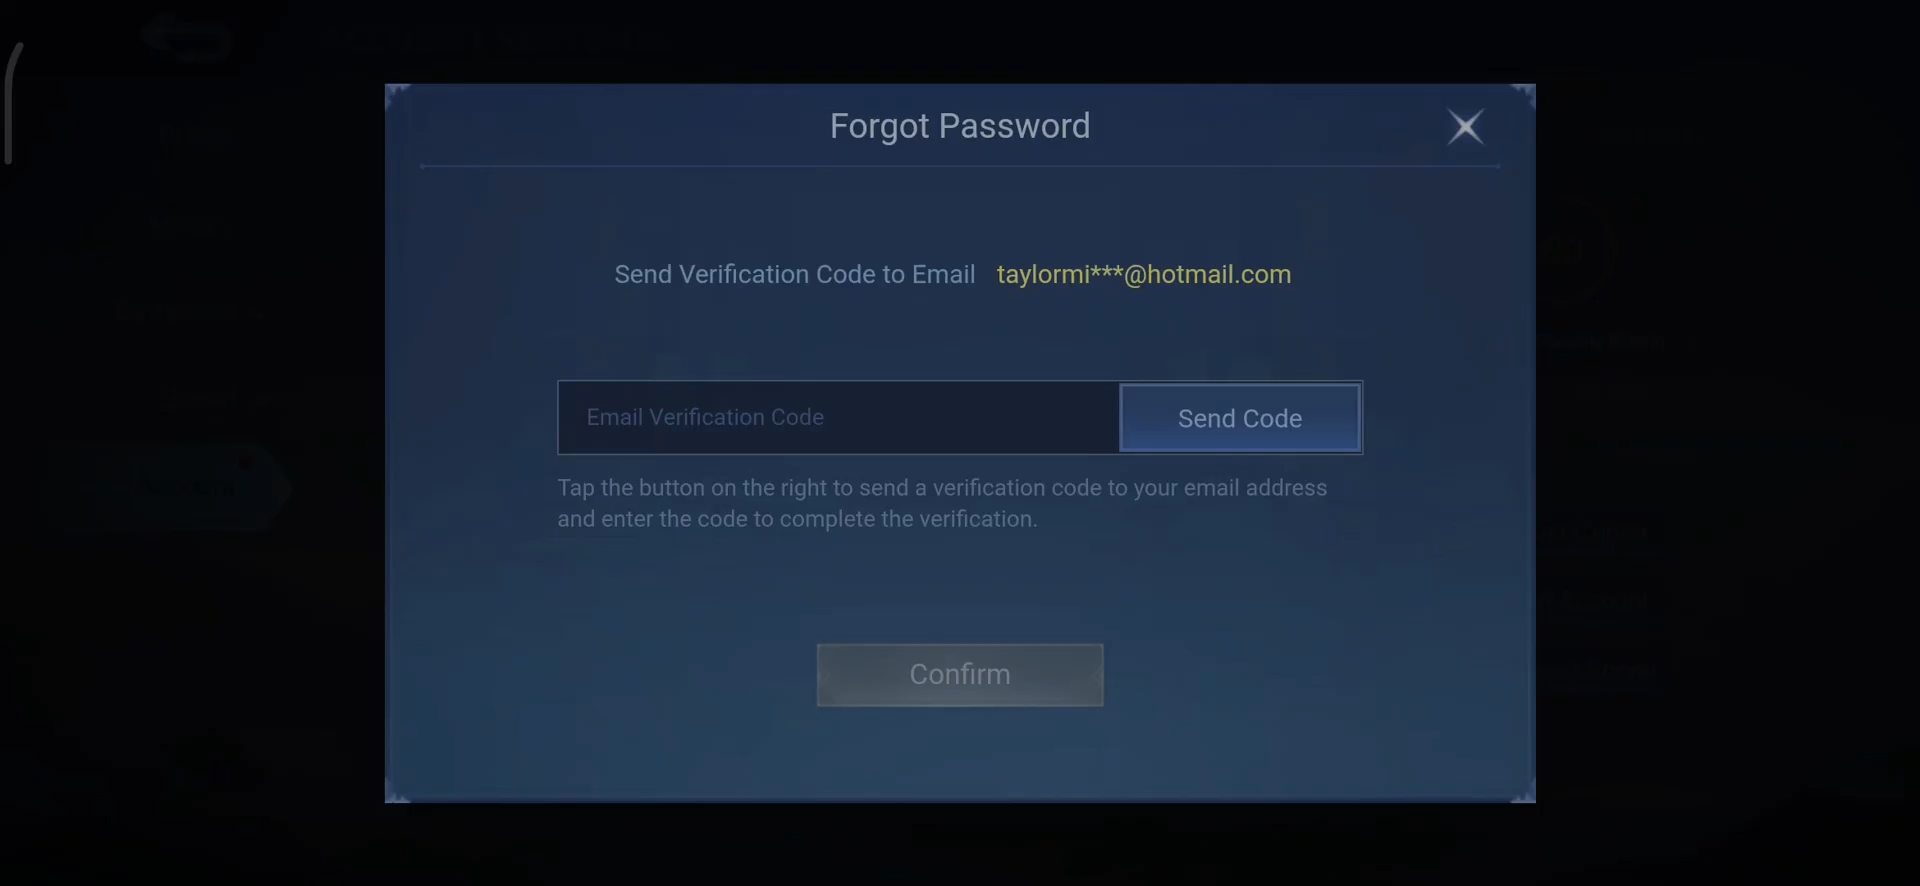 Forgot Password
Send Verification Code to Email taylormi***@hotmail.com
Email Verification Code
Send Code
Tap the button on the right to send a verification code to your email address
and enter the code to complete the verification.
Confirm